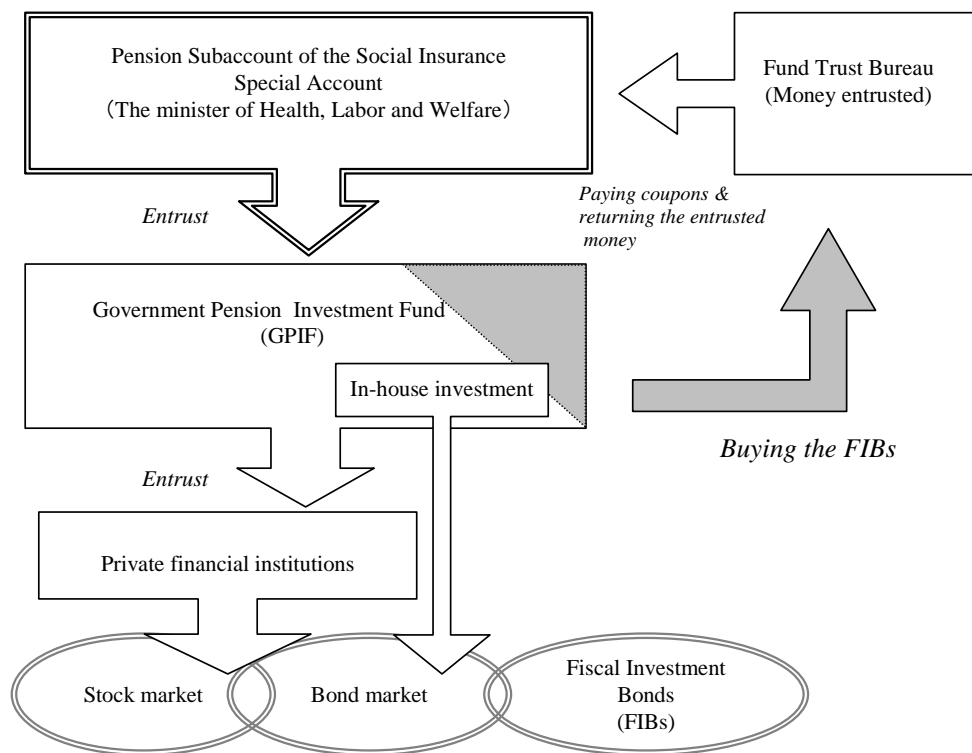 Pension Subaccount of the Social Insurance
Special Account
（The minister of Health, Labor and Welfare）
Fund Trust Bureau
(Money entrusted)
Entrust
Paying coupons &
returning the entrusted
money
Government Pension Investment Fund
(GPIF)
In-house investment
Buying the FIBs
Entrust
Private financial institutions
Stock market
Bond market
Fiscal Investment
Bonds
(FIBs)